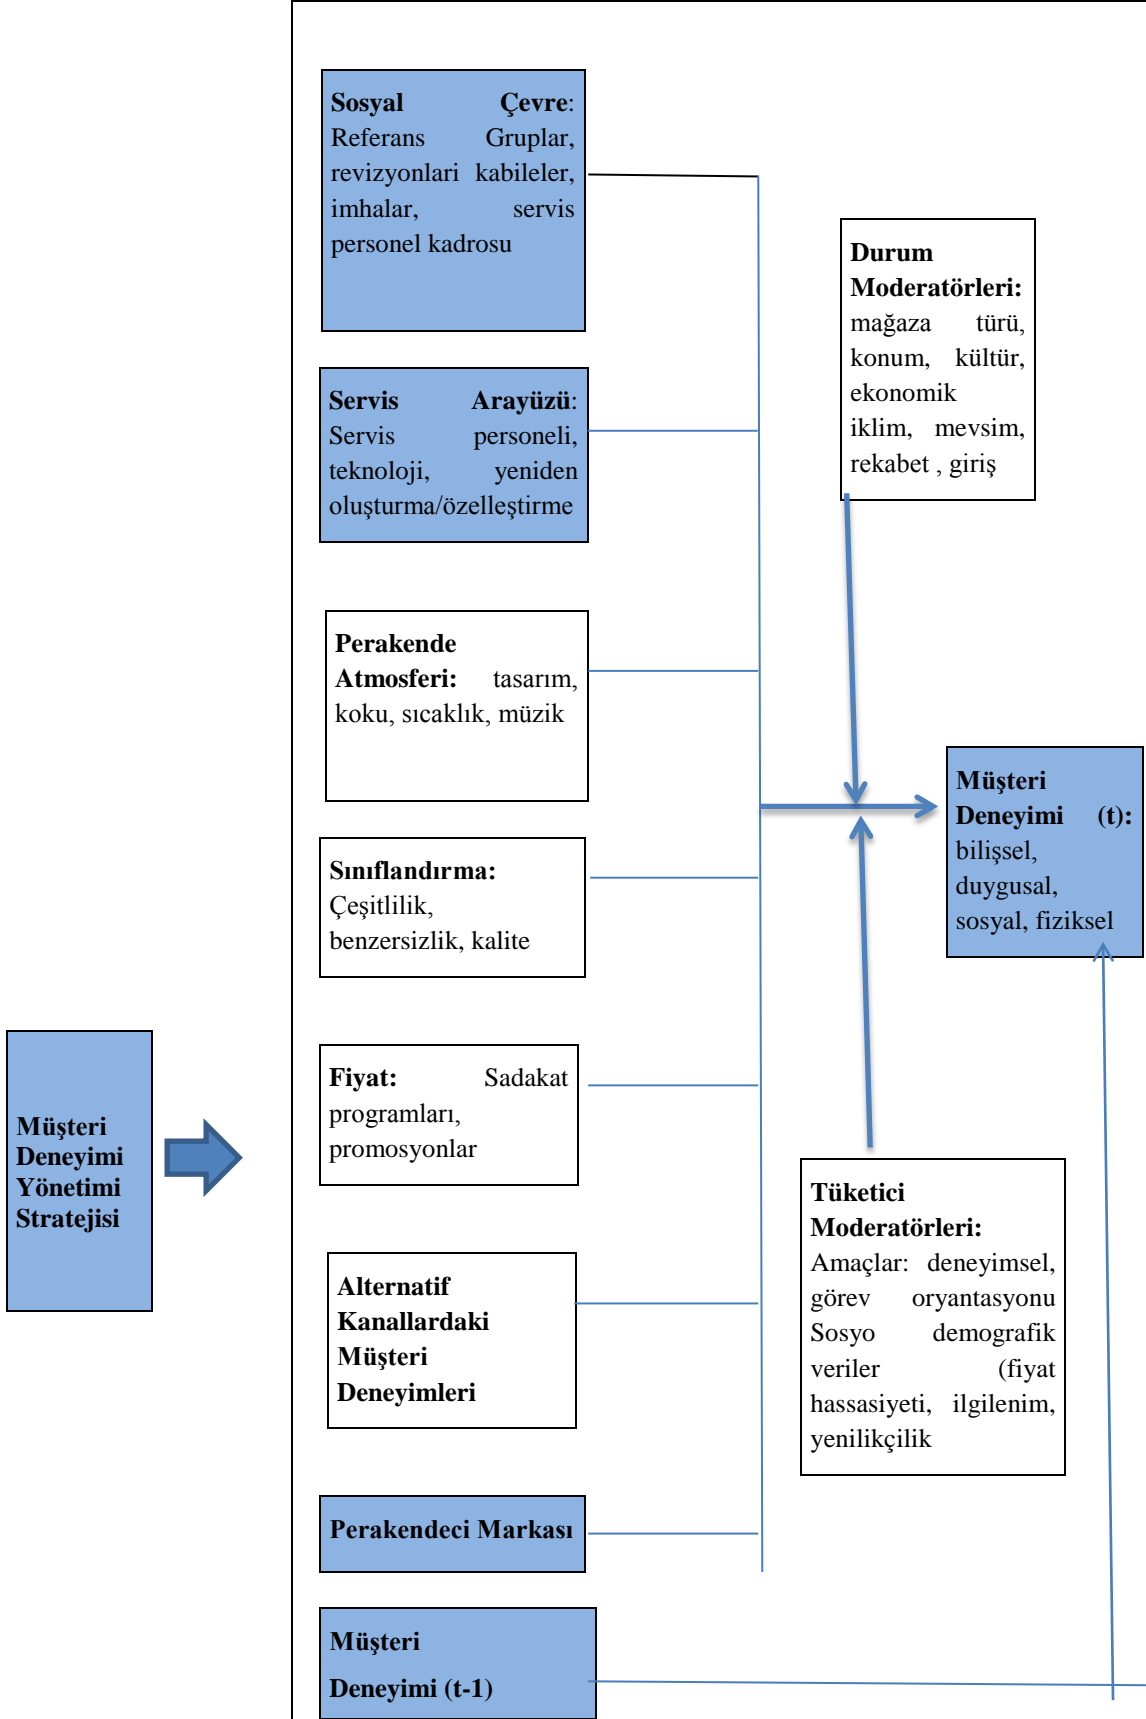 Sosyal Çevre:
Referans Gruplar,
revizyonlari kabileler,
imhalar, servis
personel kadrosu
Durum
Moderatörleri:
mağaza türü,
konum, kültür,
ekonomik
iklim, mevsim,
rekabet , giriş
Servis Arayüzü:
Servis personeli,
teknoloji, yeniden
oluşturma/özelleştirme
Perakende
Atmosferi: tasarım,
koku, sıcaklık, müzik
Müşteri
Deneyimi (t):
bilişsel,
duygusal,
sosyal, fiziksel
Sınıflandırma:
Çeşitlilik,
benzersizlik, kalite
Müşteri
Deneyimi
Yönetimi
Stratejisi
Fiyat: Sadakat
programları,
promosyonlar
Tüketici
Moderatörleri:
Amaçlar: deneyimsel,
görev oryantasyonu
Sosyo demografik
veriler (fiyat
hassasiyeti, ilgilenim,
yenilikçilik
Alternatif
Kanallardaki
Müşteri
Deneyimleri
Perakendeci Markası
Müşteri
Deneyimi (t-1)